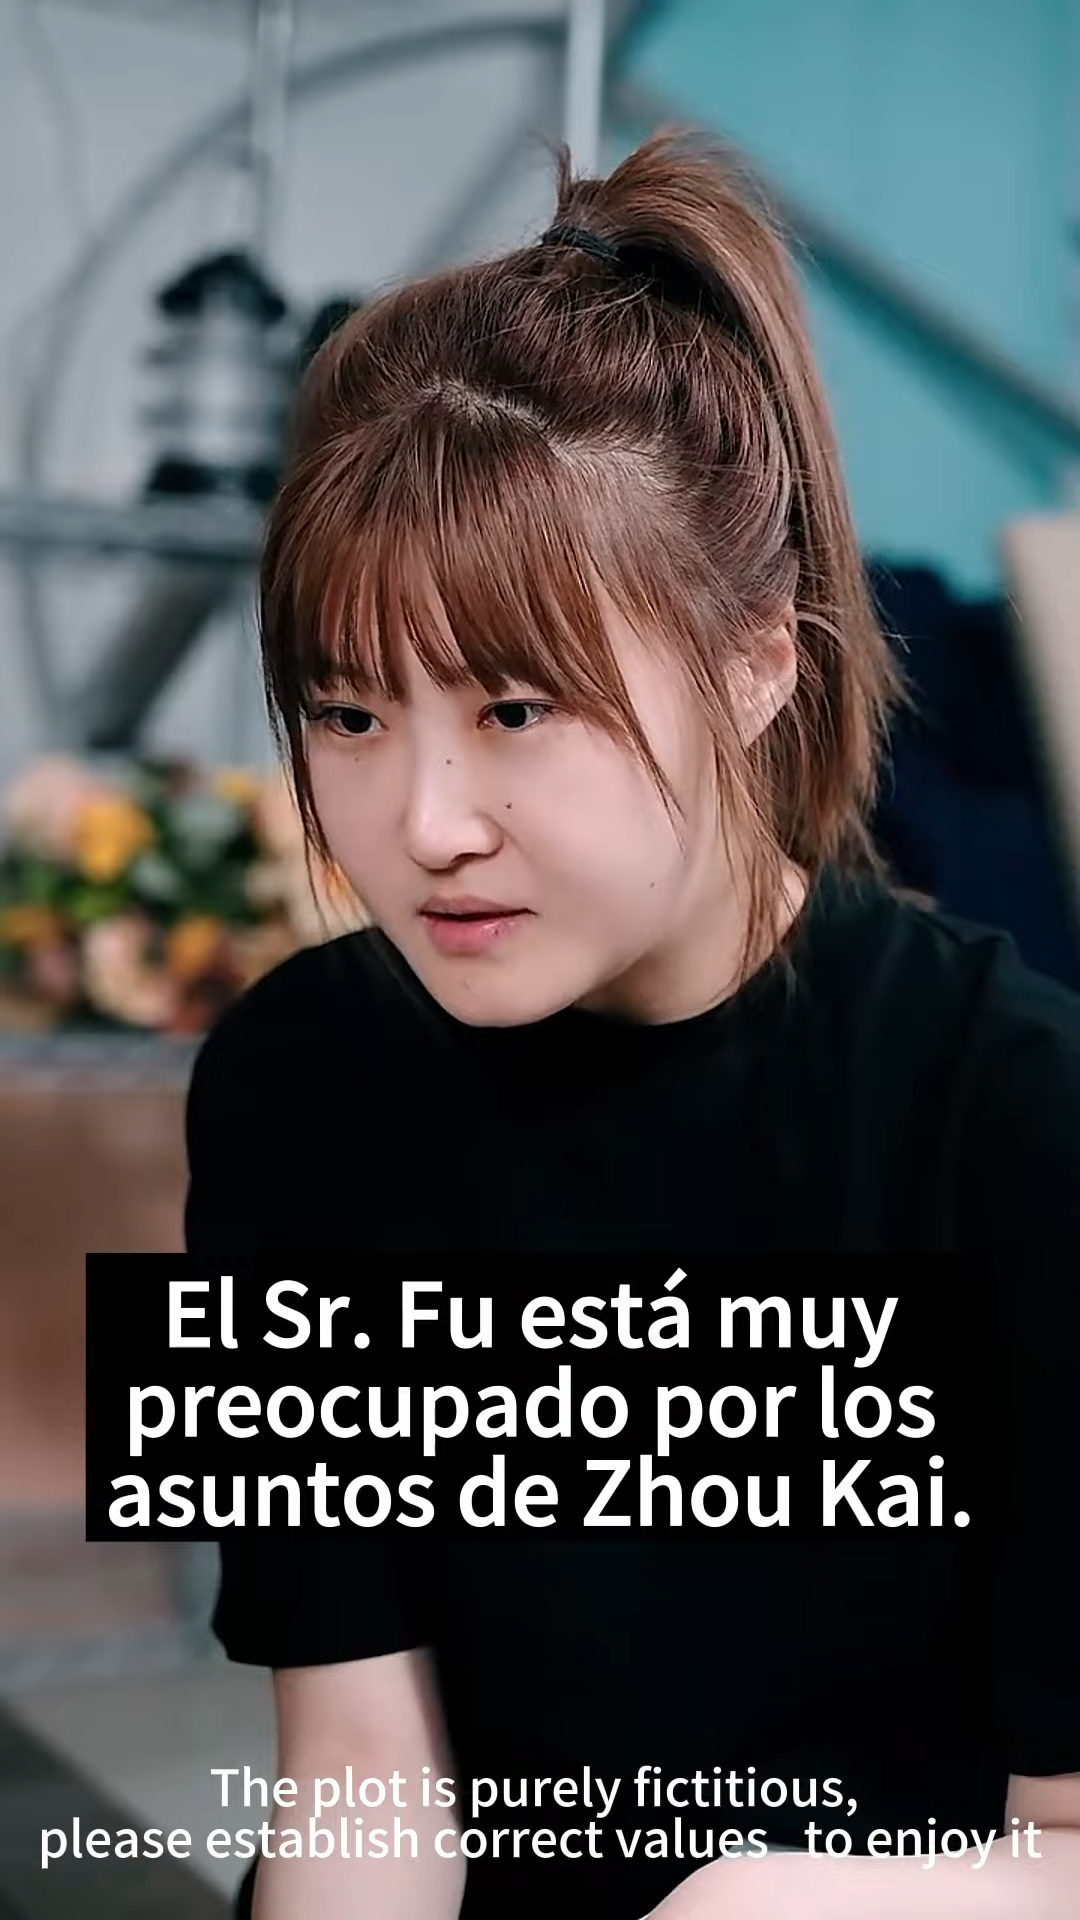 El Sr. Fu está muy
preocupado por los
asuntos de Zhou Kai.
The plot is purely fictitious,
please establish correct values to enjoy it